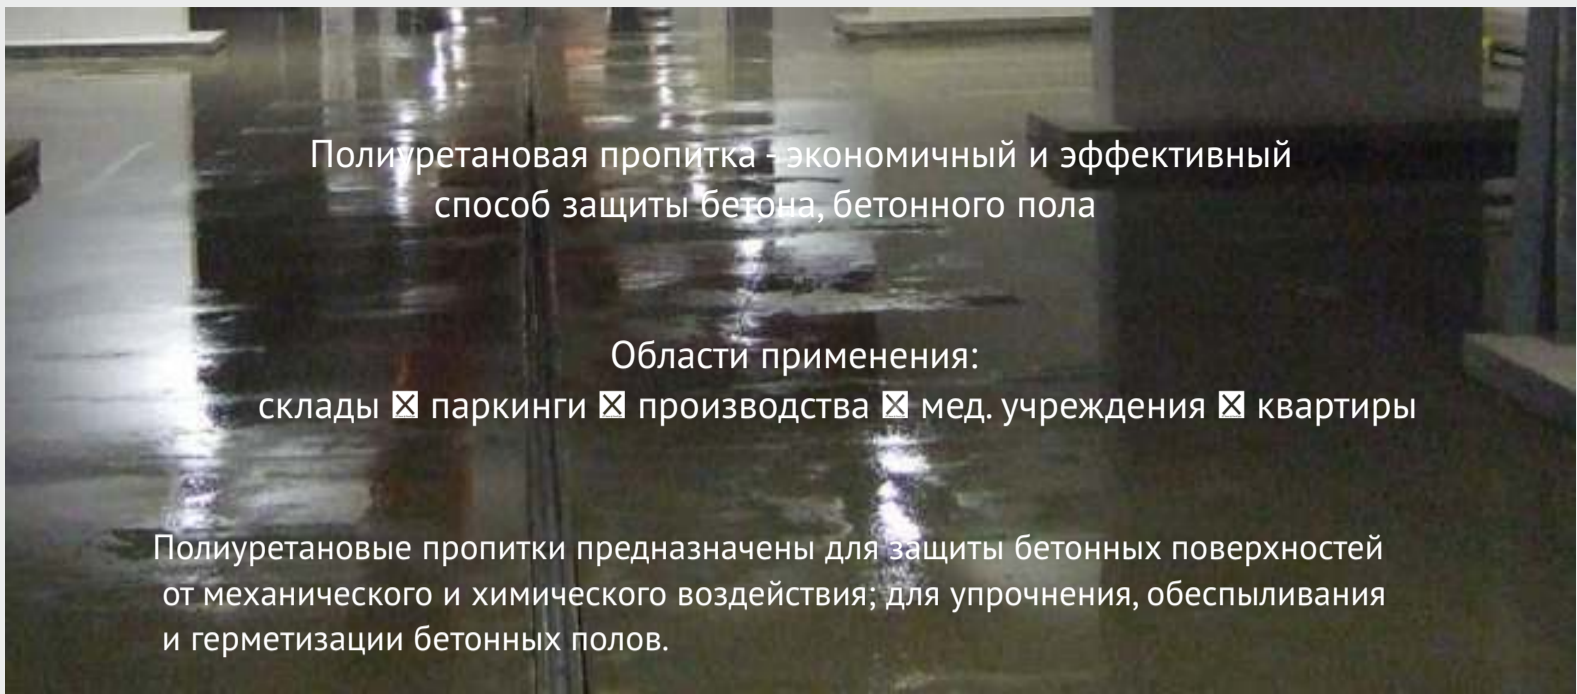 Полиуретановая пропитка - экономичный и эффективный
способ защиты бетона, бетонного пола
Области применения:
склады ☒ паркинги ☒ производства ☒ мед. учреждения ☒ квартиры
Полиуретановые пропитки предназначены для защиты бетонных поверхностей
от механического и химического воздействия; для упрочнения, обеспыливания
и герметизации бетонных полов.